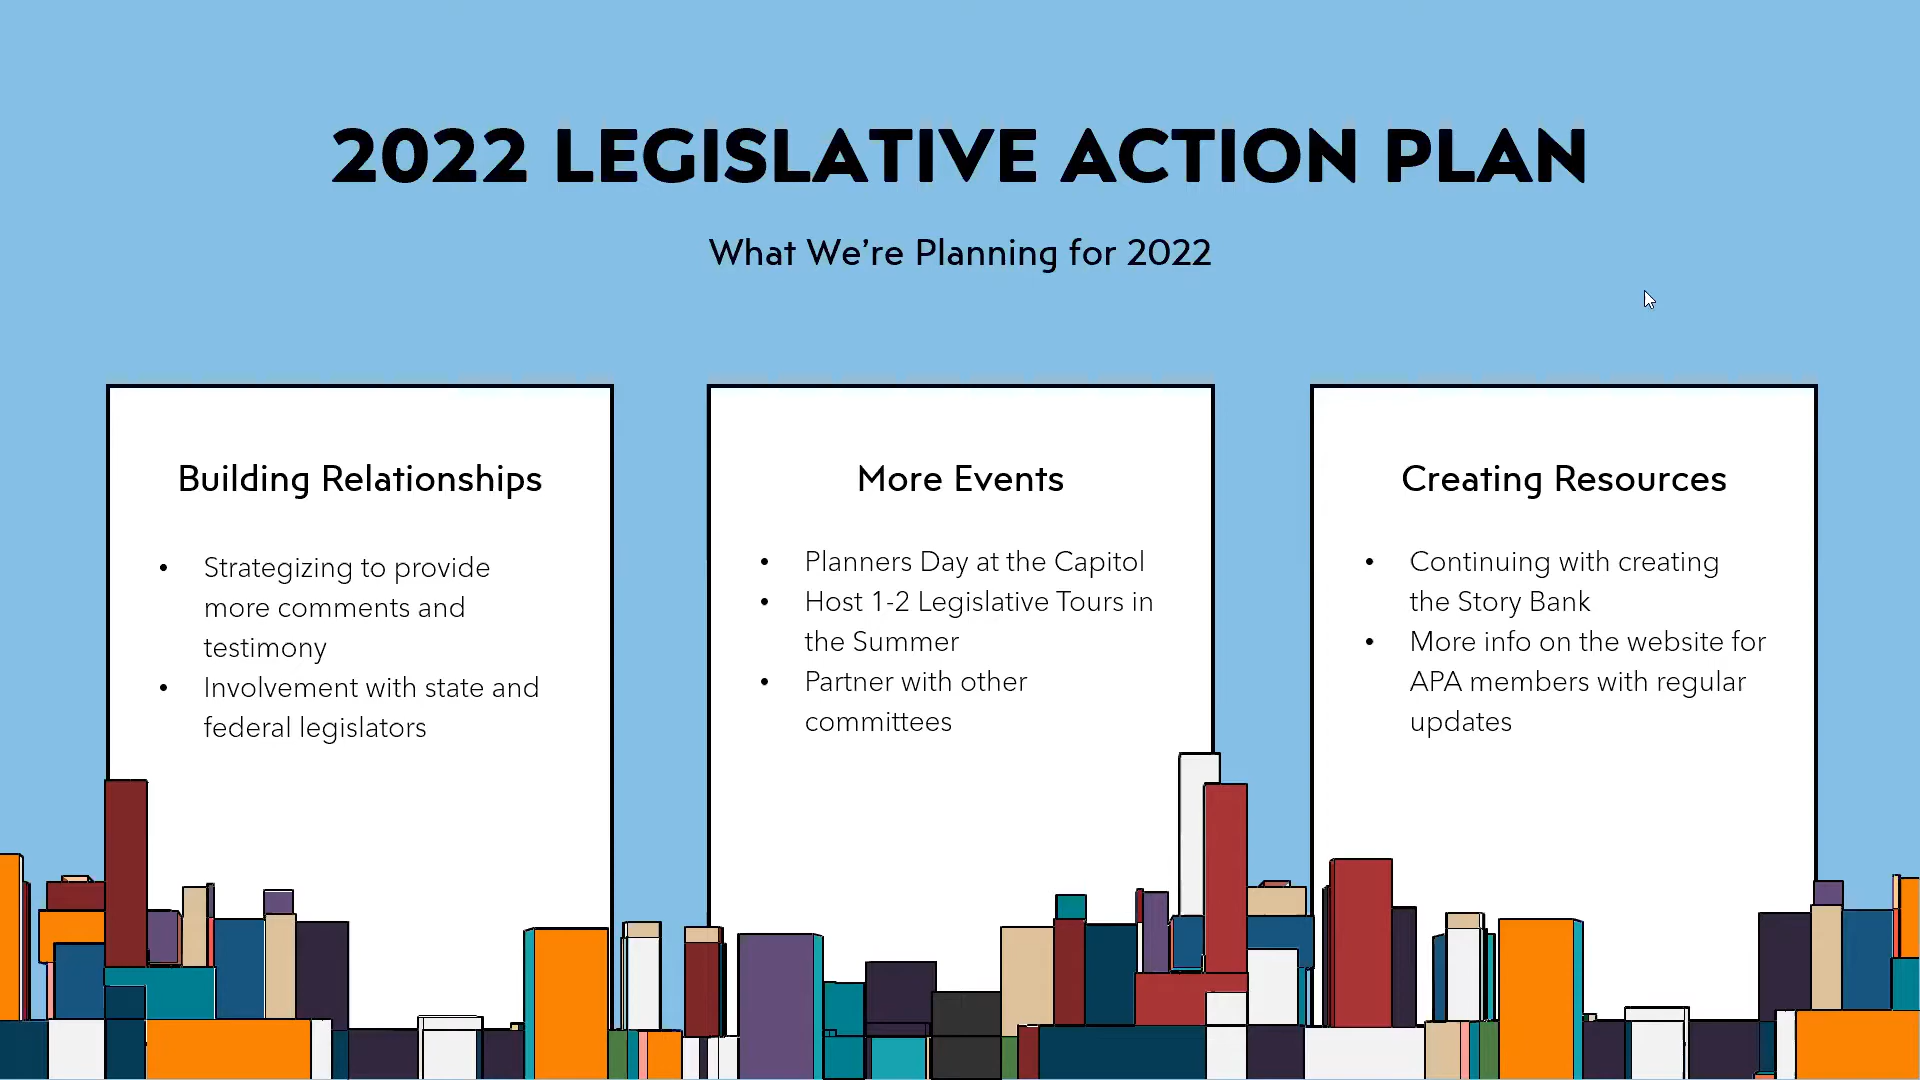 2022 LEGISLATIVE ACTION PLAN
What We’re Planning for 2022
Building Relationships
• Strategizing to provide
more comments and
testimony
• Involvement with state and
federal legislators
More Events
• Planners Day at the Capitol
• Host 1-2 Legislative Tours in
the Summer
• Partner with other
committees
Creating Resources
• Continuing with creating
the Story Bank
• More info on the website for
APA members with regular
updates